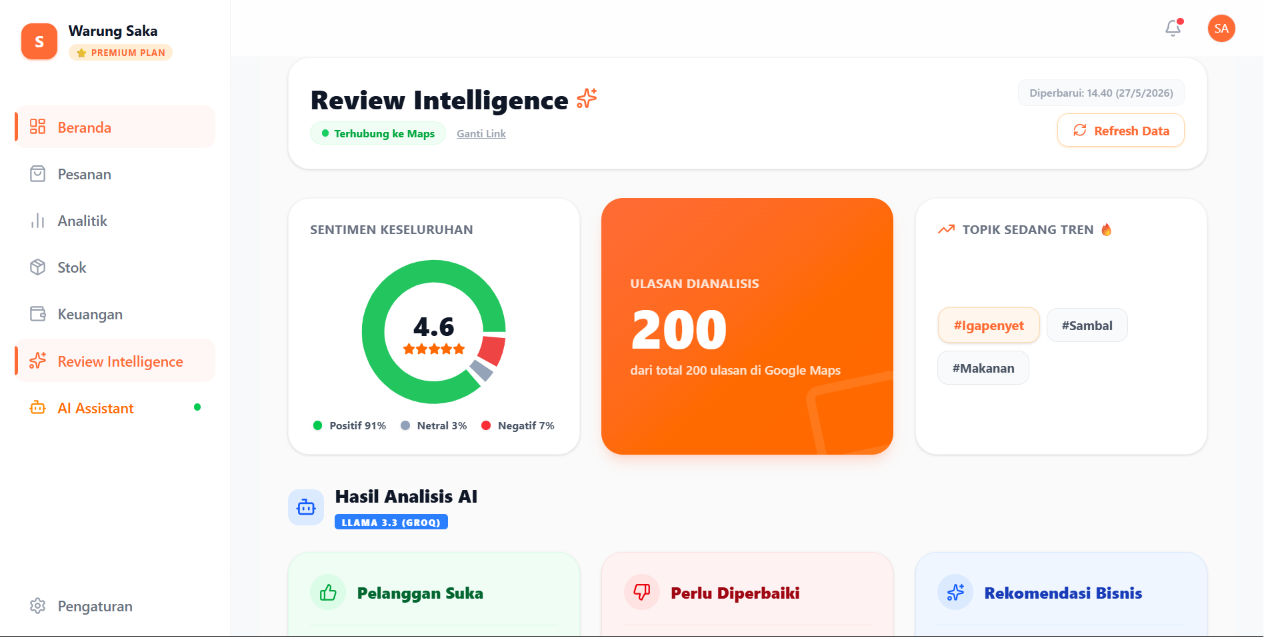 S
Warung Saka
PREMIUM PLAN
SA
Beranda
Pesanan
Analitik
Stok
Keuangan
Review Intelligence
AI Assistant
Pengaturan
Review Intelligence
Terhubung ke Maps
Ganti Link
Diperbarui: 14.40 (27/5/2026)
Refresh Data
SENTIMEN KESELURUHAN
4.6
Positif 91%
Netral 3%
Negatif 7%
ULASAN DIANALISIS
200
dari total 200 ulasan di Google Maps
TOPIK SEDANG TREN 🔥
#Igapenyet
#Sambal
#Makanan
Hasil Analisis AI
LLAMA 3.3 (GROQ)
Pelanggan Suka
Perlu Diperbaiki
Rekomendasi Bisnis